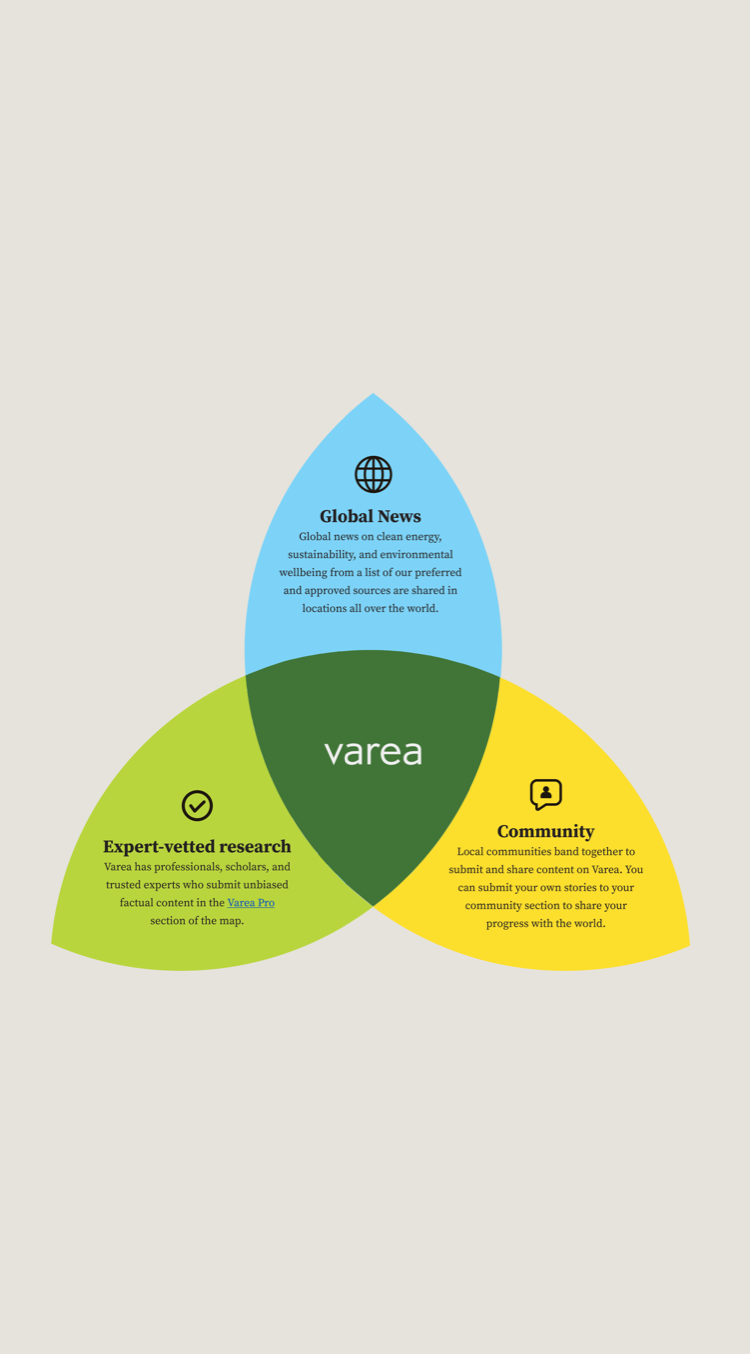 Global News
Global news on clean energy,
sustainability, and environmental
wellbeing from a list of our preferred
and approved sources are shared in
locations all over the world.
varea
Expert-vetted research
Varea has professionals, scholars, and
trusted experts who submit unbiased
factual content in the Varea Pro
section of the map.
Community
Local communities band together to
submit and share content on Varea. You
can submit your own stories to your
community section to share your
progress with the world.